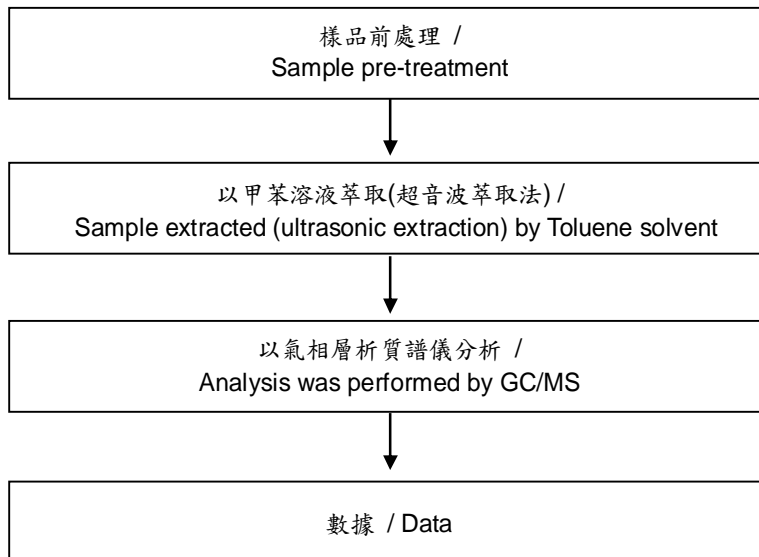 樣品前處理 /
Sample pre-treatment
以甲苯溶液萃取(超音波萃取法) /
Sample extracted (ultrasonic extraction) by Toluene solvent
以氣相層析質譜儀分析 /
Analysis was performed by GC/MS
數據 / Data